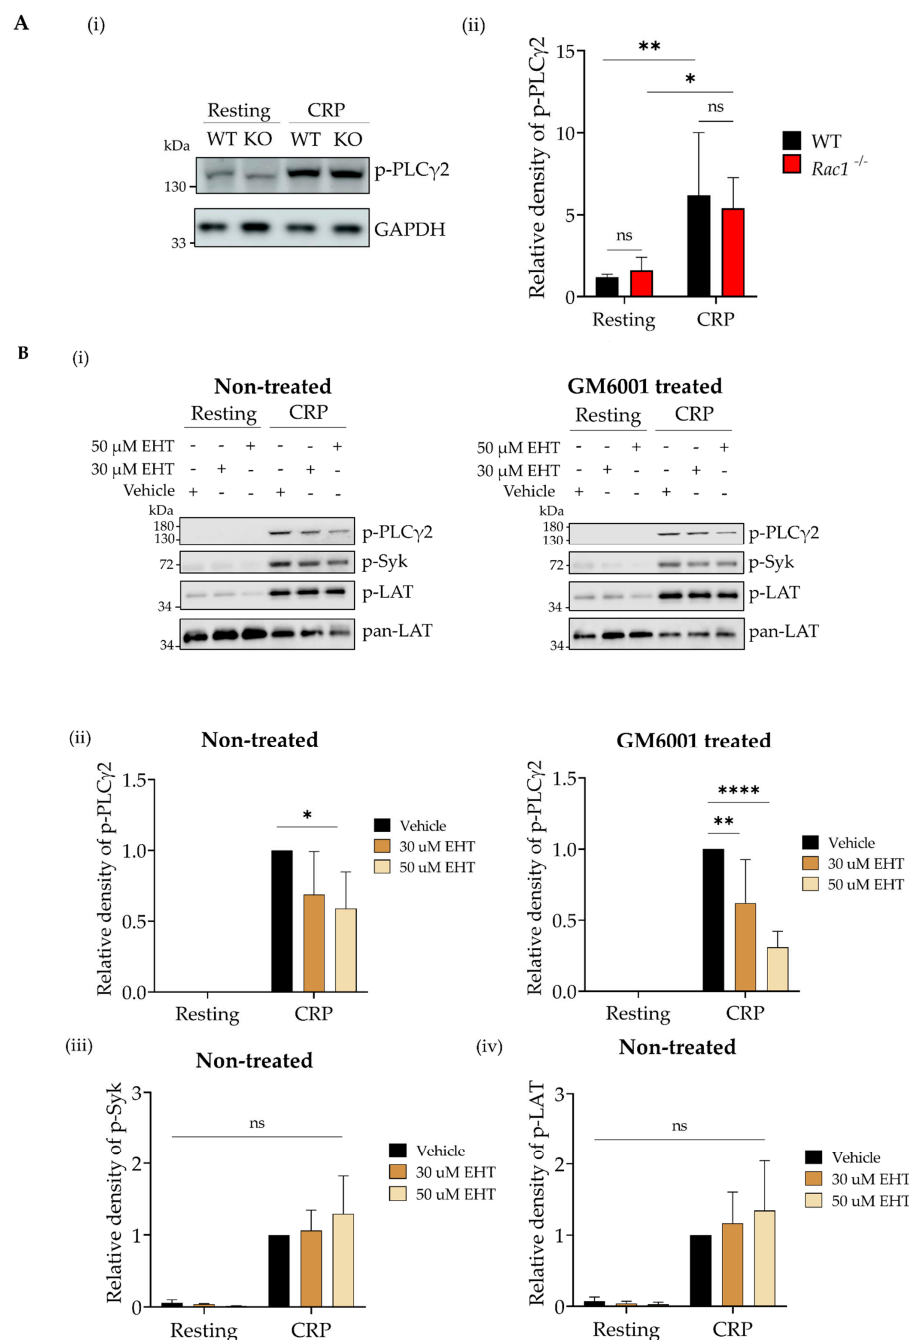 A
(i)
Resting CRP
kDa WT KO WT KO
130
p-PLCγ2
33
GAPDH
(ii)
Relative density of p-PLCγ2
15
10
5
0
** 
*
ns
ns
Resting CRP
WT
Rac1 -/-
B
(i)
Non-treated
Resting CRP
50 μM EHT - - + - - +
30 μM EHT - + - - + -
Vehicle + - - + - -
kDa
180
130
p-PLCγ2
72
p-Syk
34
p-LAT
34
pan-LAT
GM6001 treated
Resting CRP
50 μM EHT - - + - - +
30 μM EHT - + - - + -
Vehicle + - - + - -
kDa
180
130
p-PLCγ2
72
p-Syk
34
p-LAT
34
pan-LAT
(ii)
Non-treated
Relative density of p-PLCγ2
1.5
1.0
0.5
0.0
*
Resting CRP
Vehicle
30 uM EHT
50 uM EHT
GM6001 treated
Relative density of p-PLCγ2
1.5
1.0
0.5
0.0
****
**
Resting CRP
Vehicle
30 uM EHT
50 uM EHT
(iii)
Non-treated
Relative density of p-Syk
3
2
1
0
ns
Resting CRP
Vehicle
30 uM EHT
50 uM EHT
(iv)
Non-treated
Relative density of p-LAT
3
2
1
0
ns
Resting CRP
Vehicle
30 uM EHT
50 uM EHT